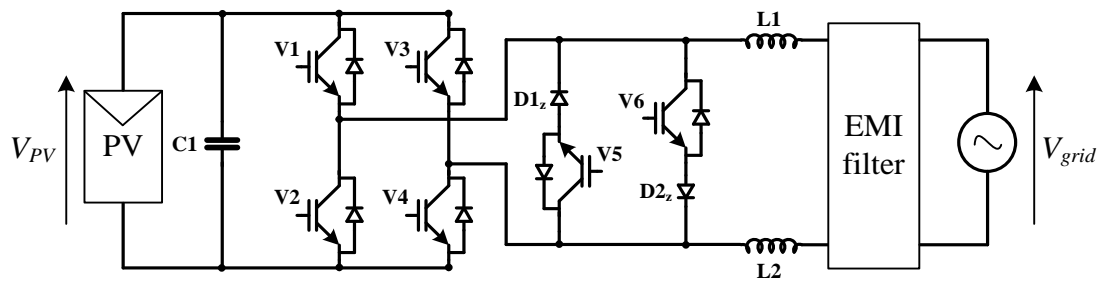 V1
V3
L1
D1z
V6
VPV
PV
C1
V5
EMI
filter
Vgrid
V2
V4
D2z
L2